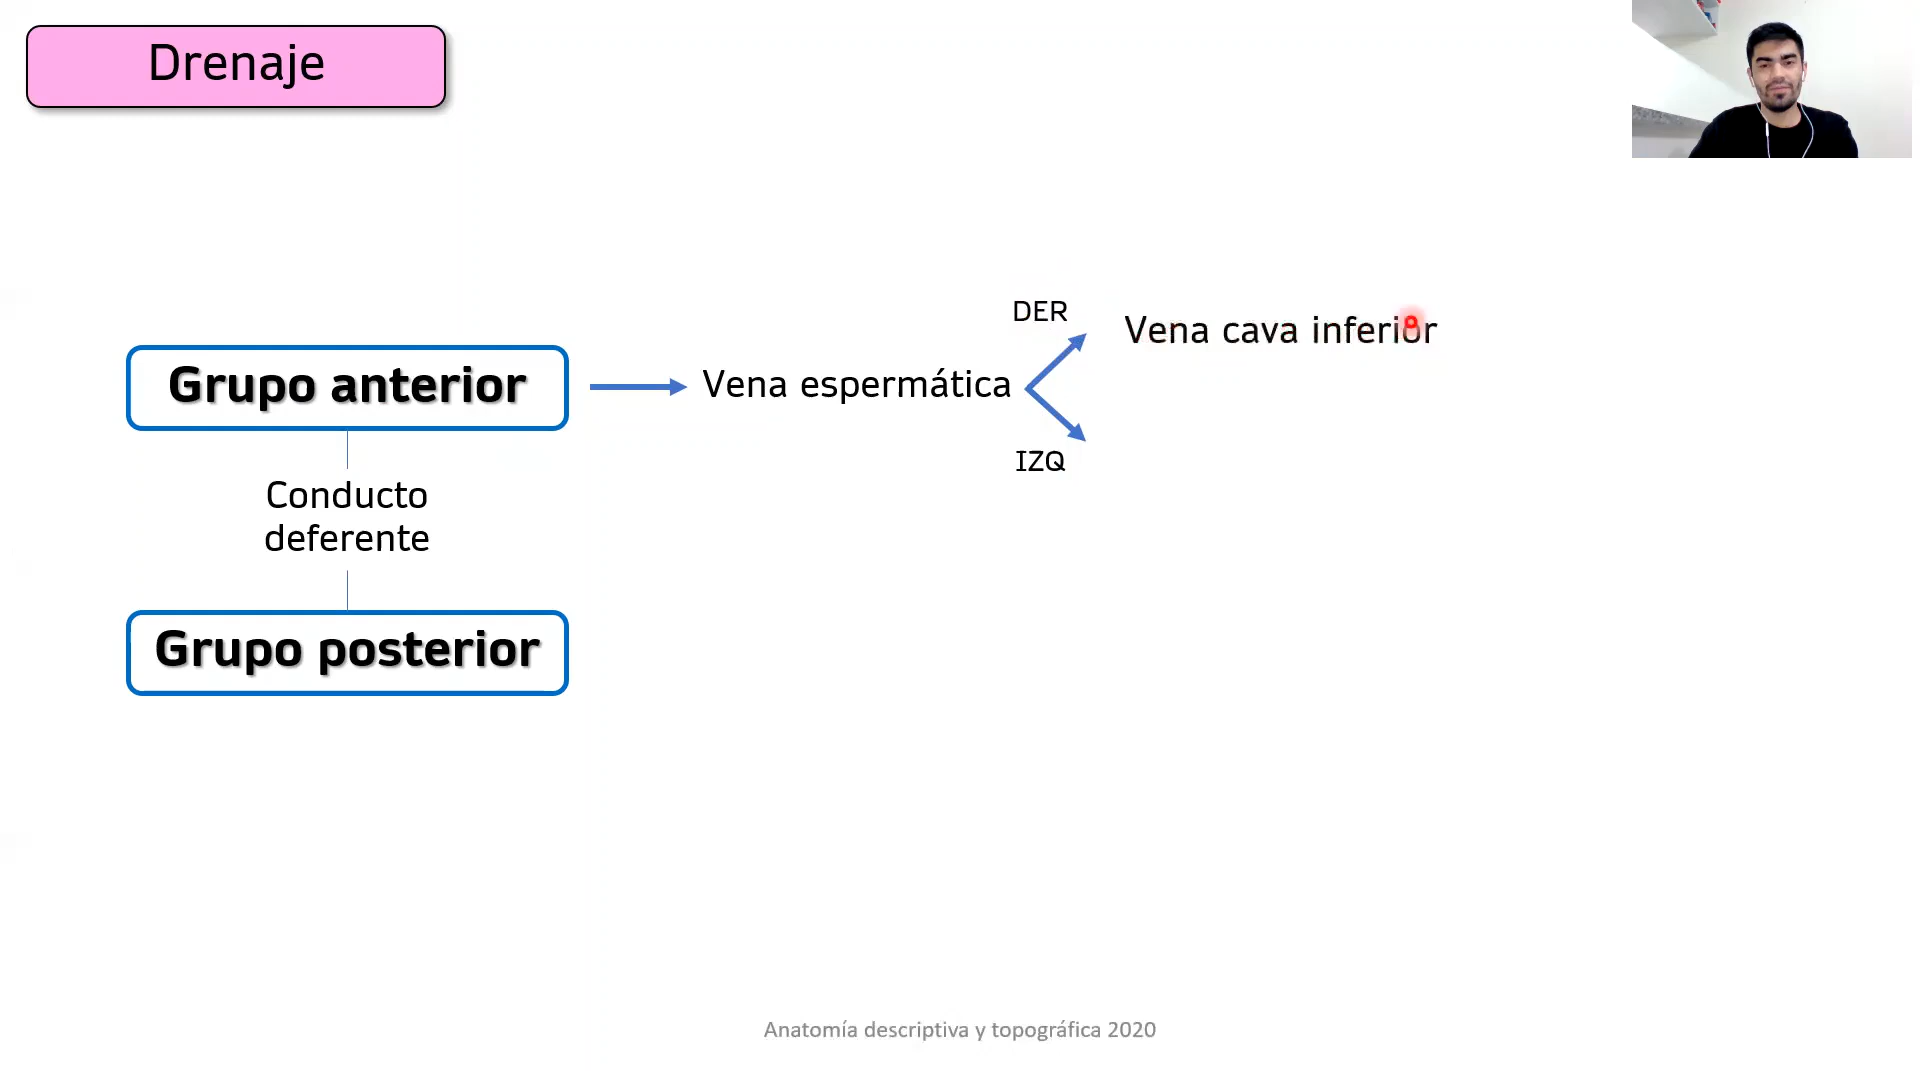 Drenaje
DER
Vena cava inferior
Grupo anterior
Vena espermática
IZQ
Conducto
deferente
Grupo posterior
Anatomía descriptiva y topográfica 2020